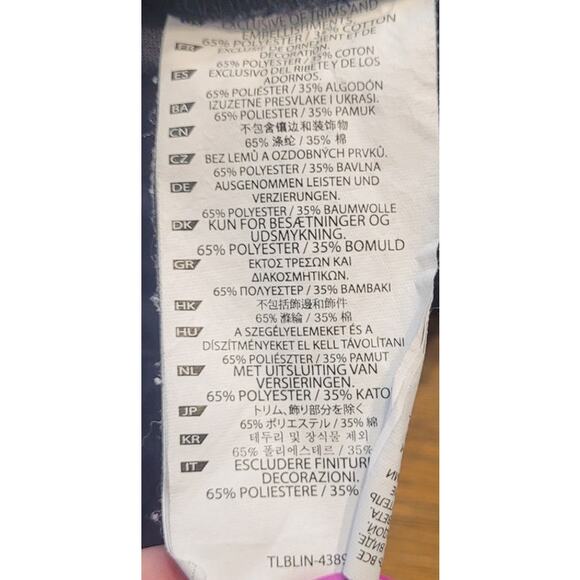 EXCLUSIVE OF TRIMS AND
EMBELLISHMENTS.
65% POLYESTER / 35% COTTON
FR EXCLUSIF DE ORNEMENT ET DE
DECORATION.
65% POLYESTER / 35% COTON
ES EXCLUSIVO DEL RIBETE Y DE LOS
ADORNOS.
65% POLIÉSTER / 35% ALGODÓN
BA IZUZETNE PRESVLAKE I UKRASI.
65% POLIESTER / 35% PAMUK
CN 不包含镶边和装饰物
65% 涤纶 / 35% 棉
CZ BEZ LEMŮ A OZDOBNÝCH PRVKŮ.
65% POLYESTER / 35% BAVLNA
DE AUSGENOMMEN LEISTEN UND
VERZIERUNGEN.
65% POLYESTER / 35% BAUMWOLLE
DK KUN FOR BESÆTNINGER OG
UDSMYKNING.
65% POLYESTER / 35% BOMULD
GR ΕΚΤΟΣ ΤΡΕΣΩΝ ΚΑΙ
ΔΙΑΚΟΣΜΗΤΙΚΩΝ.
65% ΠΟΛΥΕΣΤΕΡ / 35% ΒΑΜΒΑΚΙ
HK 不包括飾邊和飾件
65% 滌綸 / 35% 棉
HU A SZEGÉLYELEMEKET ÉS A
DÍSZÍTMÉNYEKET EL KELL TÁVOLÍTANI
65% POLIÉSZTER / 35% PAMUT
NL MET UITSLUITING VAN
VERSIERINGEN.
65% POLYESTER / 35% KATO
JP トリム、飾り部分を除く
65% ポリエステル / 35% 綿
KR 테두리 및 장식물 제외
65% 폴리에스테르 / 35%
IT ESCLUDERE FINITUR
DECORAZIONI.
65% POLIESTERE / 35%
TLBLIN-4389